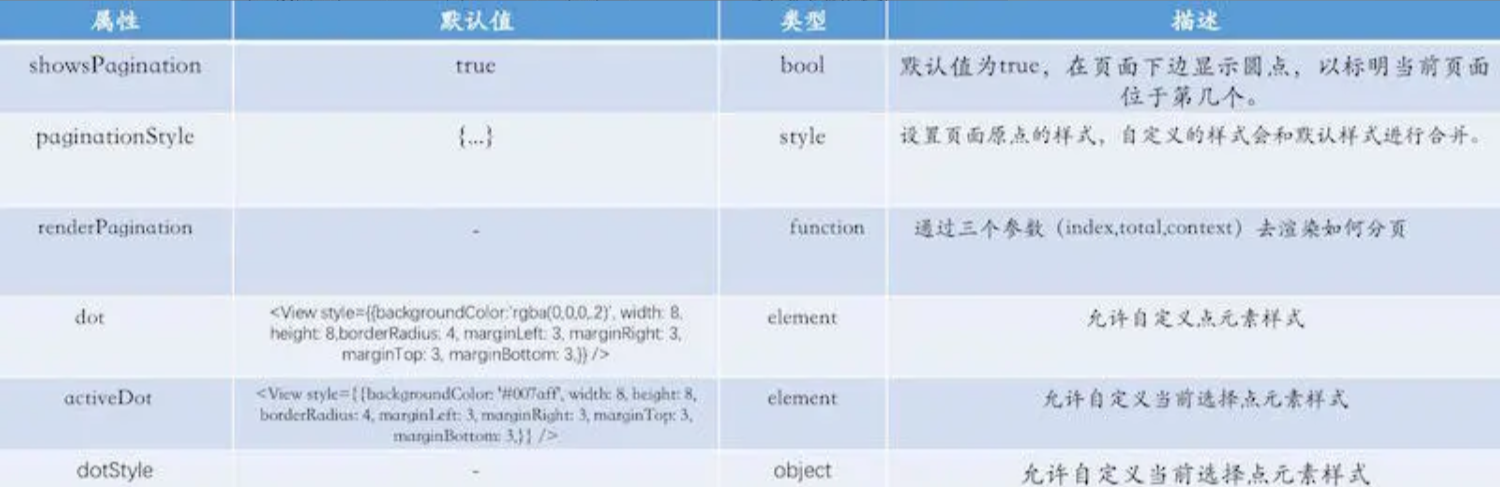 属性 默认值 类型 描述
showsPagination true bool 默认值为true，在页面下边显示圆点，以标明当前页面
位于第几个。
paginationStyle {...} style 设置页面原点的样式，自定义的样式会和默认样式进行合并。
renderPagination - function 通过三个参数（index,total,context）去渲染如何分页
dot <View style={{backgroundColor:'rgba(0,0,0,.2)', width: 8, element 允许自定义点元素样式
height: 8,borderRadius: 4, marginLeft: 3, marginRight: 3,
marginTop: 3, marginBottom: 3,}} />
activeDot <View style={{backgroundColor: '#007aff', width: 8, height: 8, element 允许自定义当前选择点元素样式
borderRadius: 4, marginLeft: 3, marginRight: 3, marginTop: 3,
marginBottom: 3,}} />
dotStyle - object 允许自定义当前选择点元素样式